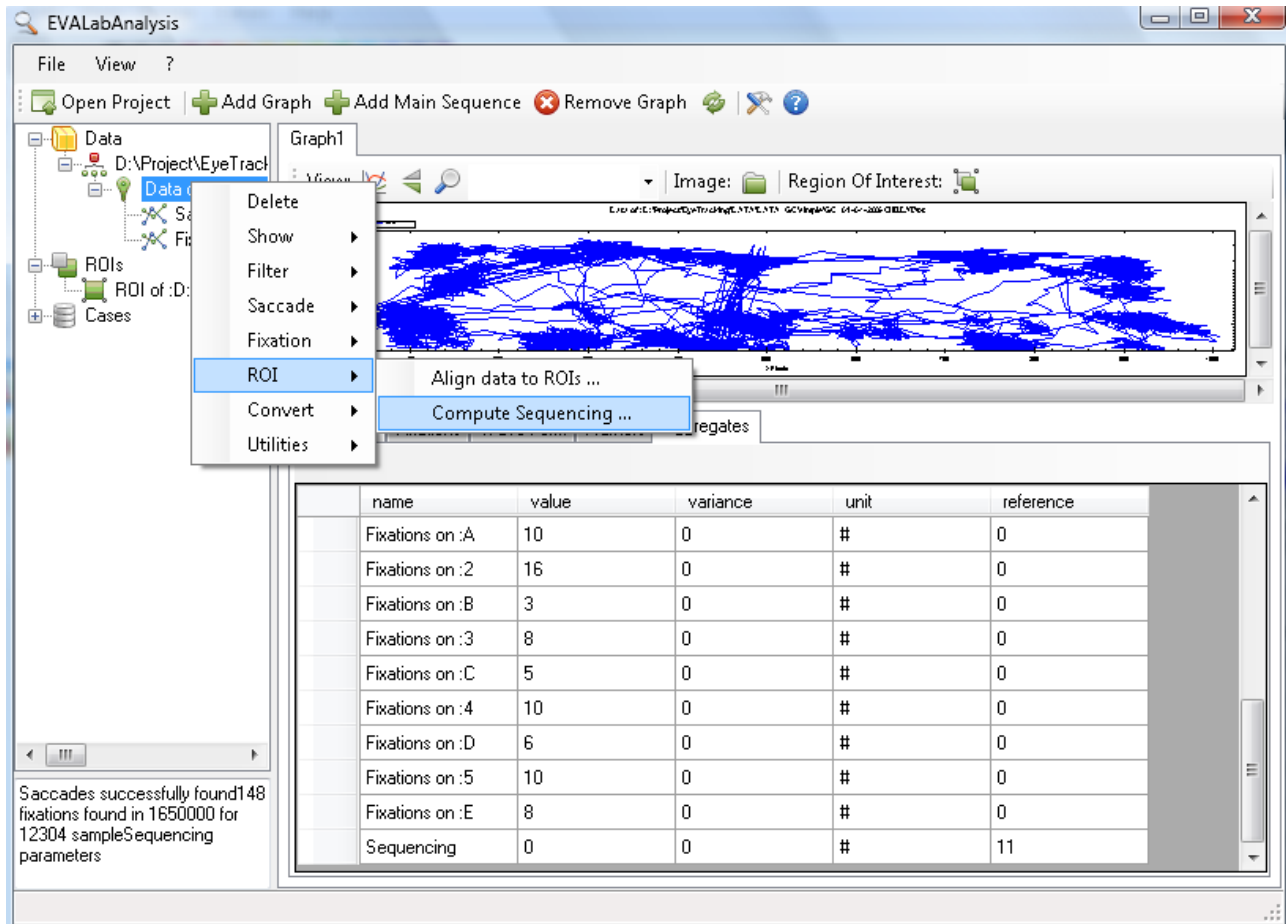 EVALabAnalysis
File View ?
Open Project Add Graph Add Main Sequence Remove Graph
Data
D:\Project\EyeTrack
Data
ROIs
ROI of :D:
Cases
Graph1
Image: Region Of Interest:
Delete
Show
Filter
Saccade
Fixation
ROI
Convert
Utilities
Align data to ROIs ...
Compute Sequencing ...
name value variance unit reference
Fixations on :A 10 0 # 0
Fixations on :2 16 0 # 0
Fixations on :B 3 0 # 0
Fixations on :3 8 0 # 0
Fixations on :C 5 0 # 0
Fixations on :4 10 0 # 0
Fixations on :D 6 0 # 0
Fixations on :5 10 0 # 0
Fixations on :E 8 0 # 0
Sequencing 0 0 # 11
Saccades successfully found148
fixations found in 1650000 for
12304 sampleSequencing
parameters